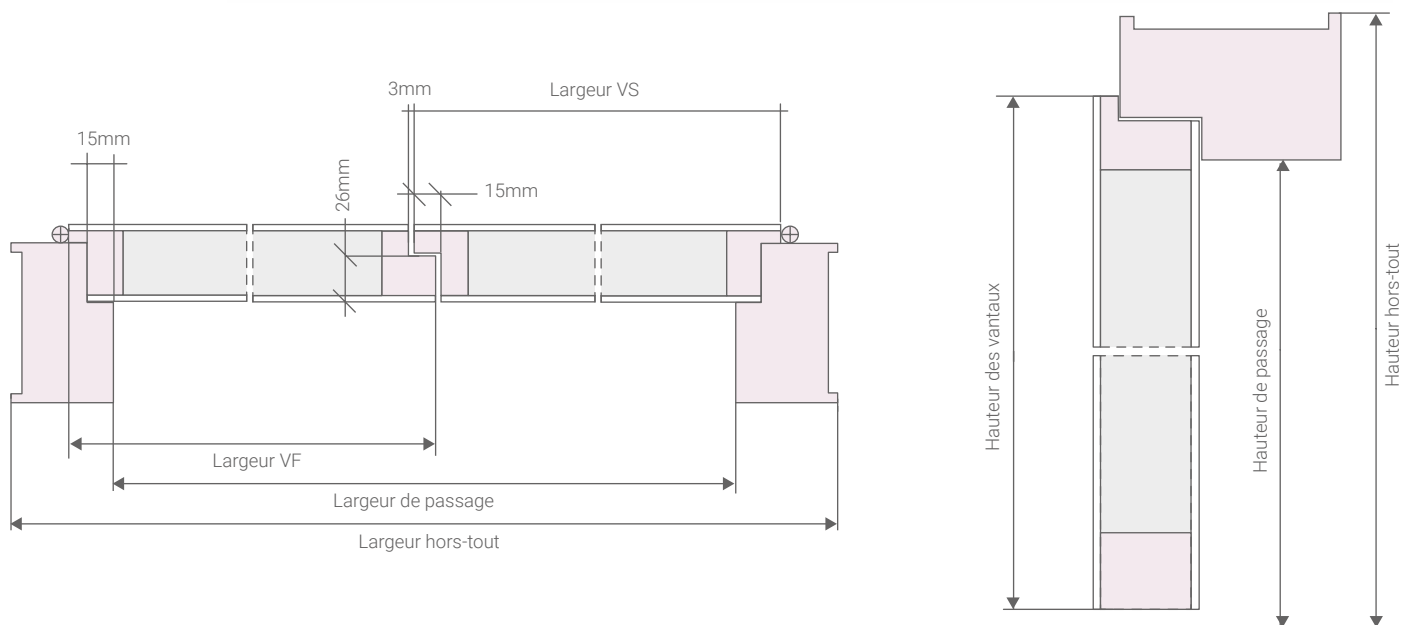 3mm
Largeur VS
15mm
26mm
15mm
Largeur VF
Largeur de passage
Largeur hors-tout
Hauteur des vantaux
Hauteur de passage
Hauteur hors-tout